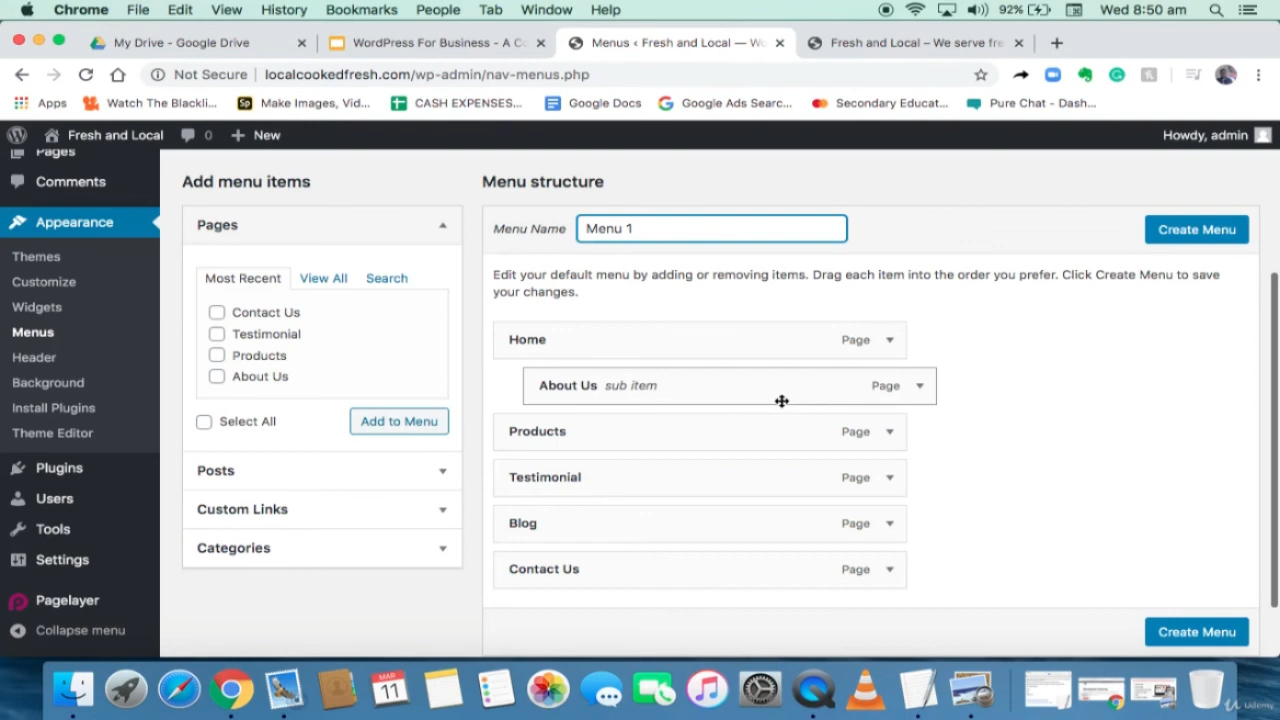 Chrome File Edit View History Bookmarks People Tab Window Help 92% Wed 8:50 am
My Drive - Google Drive WordPress For Business - A Co Menus ‹ Fresh and Local — Wo Fresh and Local – We serve fre
Not Secure localcookedfresh.com/wp-admin/nav-menus.php
Apps Watch The Blackli... Sp Make Images, Vid... CASH EXPENSES... Google Docs Google Ads Searc... Secondary Educat... Pure Chat - Dash...
Fresh and Local 0 New Howdy, admin
Pages
Comments
Appearance
Themes
Customize
Widgets
Menus
Header
Background
Install Plugins
Theme Editor
Plugins
Users
Tools
Settings
Pagelayer
Collapse menu
Add menu items
Pages
Most Recent View All Search
Contact Us
Testimonial
Products
About Us
Select All Add to Menu
Posts
Custom Links
Categories
Menu structure
Menu Name Menu 1 Create Menu
Edit your default menu by adding or removing items. Drag each item into the order you prefer. Click Create Menu to save
your changes.
Home Page
About Us sub item Page
Products Page
Testimonial Page
Blog Page
Contact Us Page
Create Menu
MAR
11
Udemy